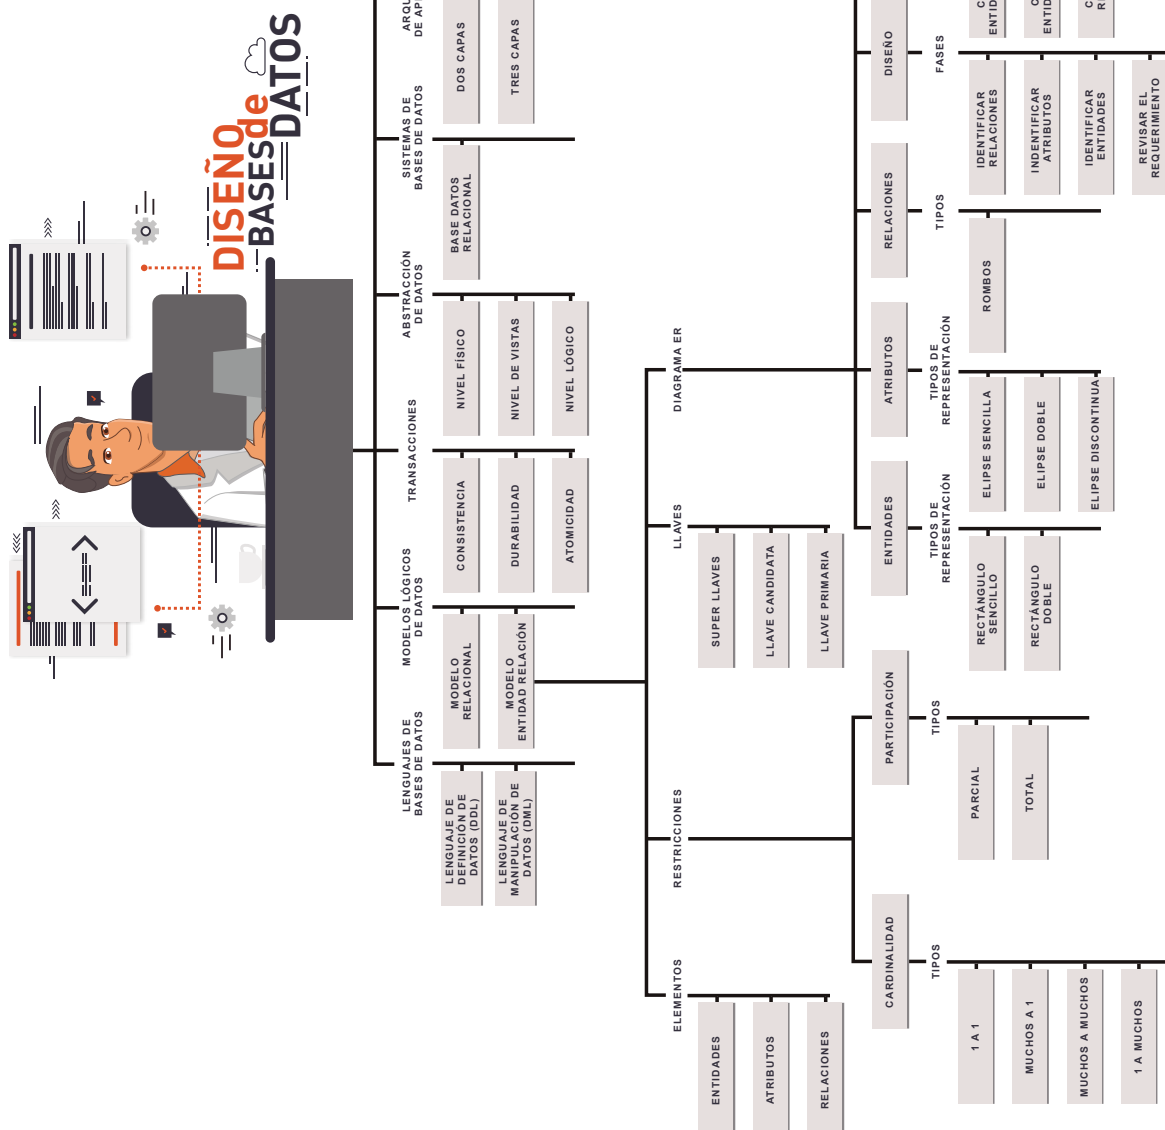 DISEÑO
BASES de
DATOS
LENGUAJES DE
BASES DE DATOS
LENGUAJE DE
DEFINICIÓN DE
DATOS (DDL)
LENGUAJE DE
MANIPULACIÓN DE
DATOS (DML)
MODELOS LÓGICOS
DE DATOS
MODELO
RELACIONAL
MODELO
ENTIDAD RELACIÓN
TRANSACCIONES
CONSISTENCIA
DURABILIDAD
ATOMICIDAD
ABSTRACCIÓN
DE DATOS
NIVEL FÍSICO
NIVEL DE VISTAS
NIVEL LÓGICO
SISTEMAS DE
BASES DE DATOS
BASE DATOS
RELACIONAL
ARQU
DE AP
DOS CAPAS
TRES CAPAS
ELEMENTOS
ENTIDADES
ATRIBUTOS
RELACIONES
RESTRICCIONES
CARDINALIDAD
TIPOS
1 A 1
MUCHOS A 1
MUCHOS A MUCHOS
1 A MUCHOS
PARTICIPACIÓN
TIPOS
PARCIAL
TOTAL
LLAVES
SUPER LLAVES
LLAVE CANDIDATA
LLAVE PRIMARIA
DIAGRAMA ER
ENTIDADES
TIPOS DE
REPRESENTACIÓN
RECTÁNGULO
SENCILLO
RECTÁNGULO
DOBLE
ATRIBUTOS
TIPOS DE
REPRESENTACIÓN
ELIPSE SENCILLA
ELIPSE DOBLE
ELIPSE DISCONTINUA
RELACIONES
TIPOS
ROMBOS
DISEÑO
FASES
IDENTIFICAR
RELACIONES
INDENTIFICAR
ATRIBUTOS
IDENTIFICAR
ENTIDADES
REVISAR EL
REQUERIMIENTO
C
ENTID
C
ENTID
C
R